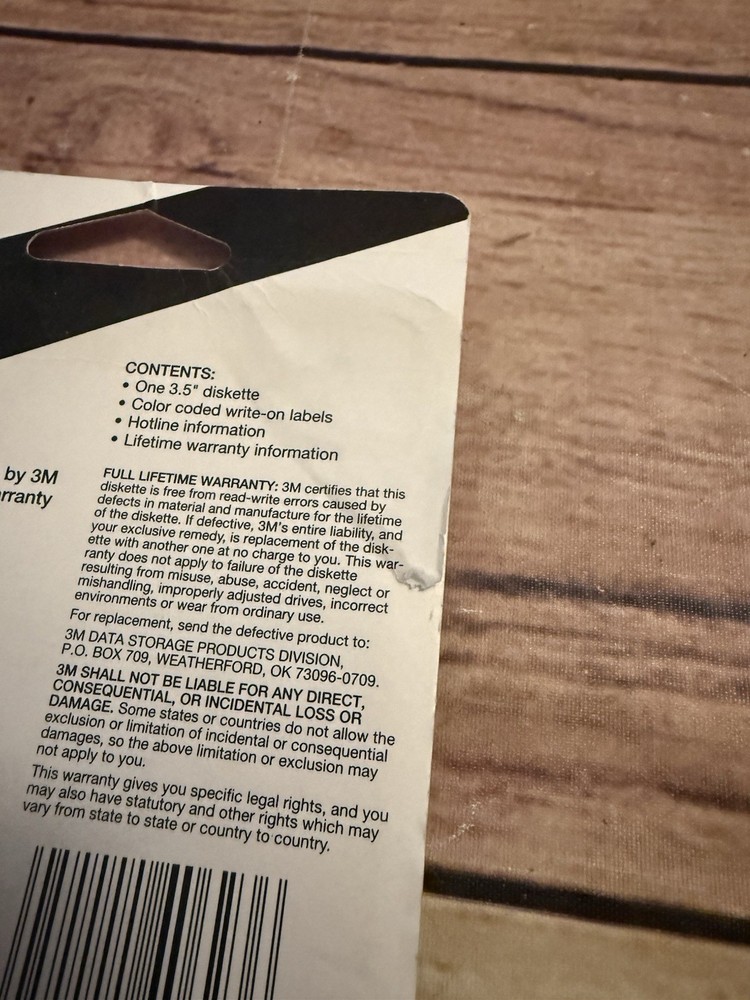 CONTENTS:
• One 3.5" diskette
• Color coded write-on labels
• Hotline information
• Lifetime warranty information
by 3M
rranty
FULL LIFETIME WARRANTY: 3M certifies that this
diskette is free from read-write errors caused by
defects in material and manufacture for the lifetime
of the diskette. If defective, 3M's entire liability, and
your exclusive remedy, is replacement of the disk-
ette with another one at no charge to you. This war-
ranty does not apply to failure of the diskette
resulting from misuse, abuse, accident, neglect or
mishandling, improperly adjusted drives, incorrect
environments or wear from ordinary use.
For replacement, send the defective product to:
3M DATA STORAGE PRODUCTS DIVISION,
P.O. BOX 709, WEATHERFORD, OK 73096-0709.
3M SHALL NOT BE LIABLE FOR ANY DIRECT,
CONSEQUENTIAL, OR INCIDENTAL LOSS OR
DAMAGE. Some states or countries do not allow the
exclusion or limitation of incidental or consequential
damages, so the above limitation or exclusion may
not apply to you.
This warranty gives you specific legal rights, and you
may also have statutory and other rights which may
vary from state to state or country to country.